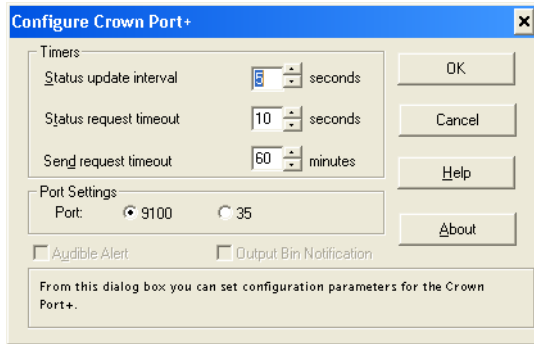 Configure Crown Port+
Timers
Status update interval 5 seconds OK
Status request timeout 10 seconds Cancel
Send request timeout 60 minutes Help
Port Settings
Port: 9100 35 About
Audible Alert Output Bin Notification
From this dialog box you can set configuration parameters for the Crown
Port+.